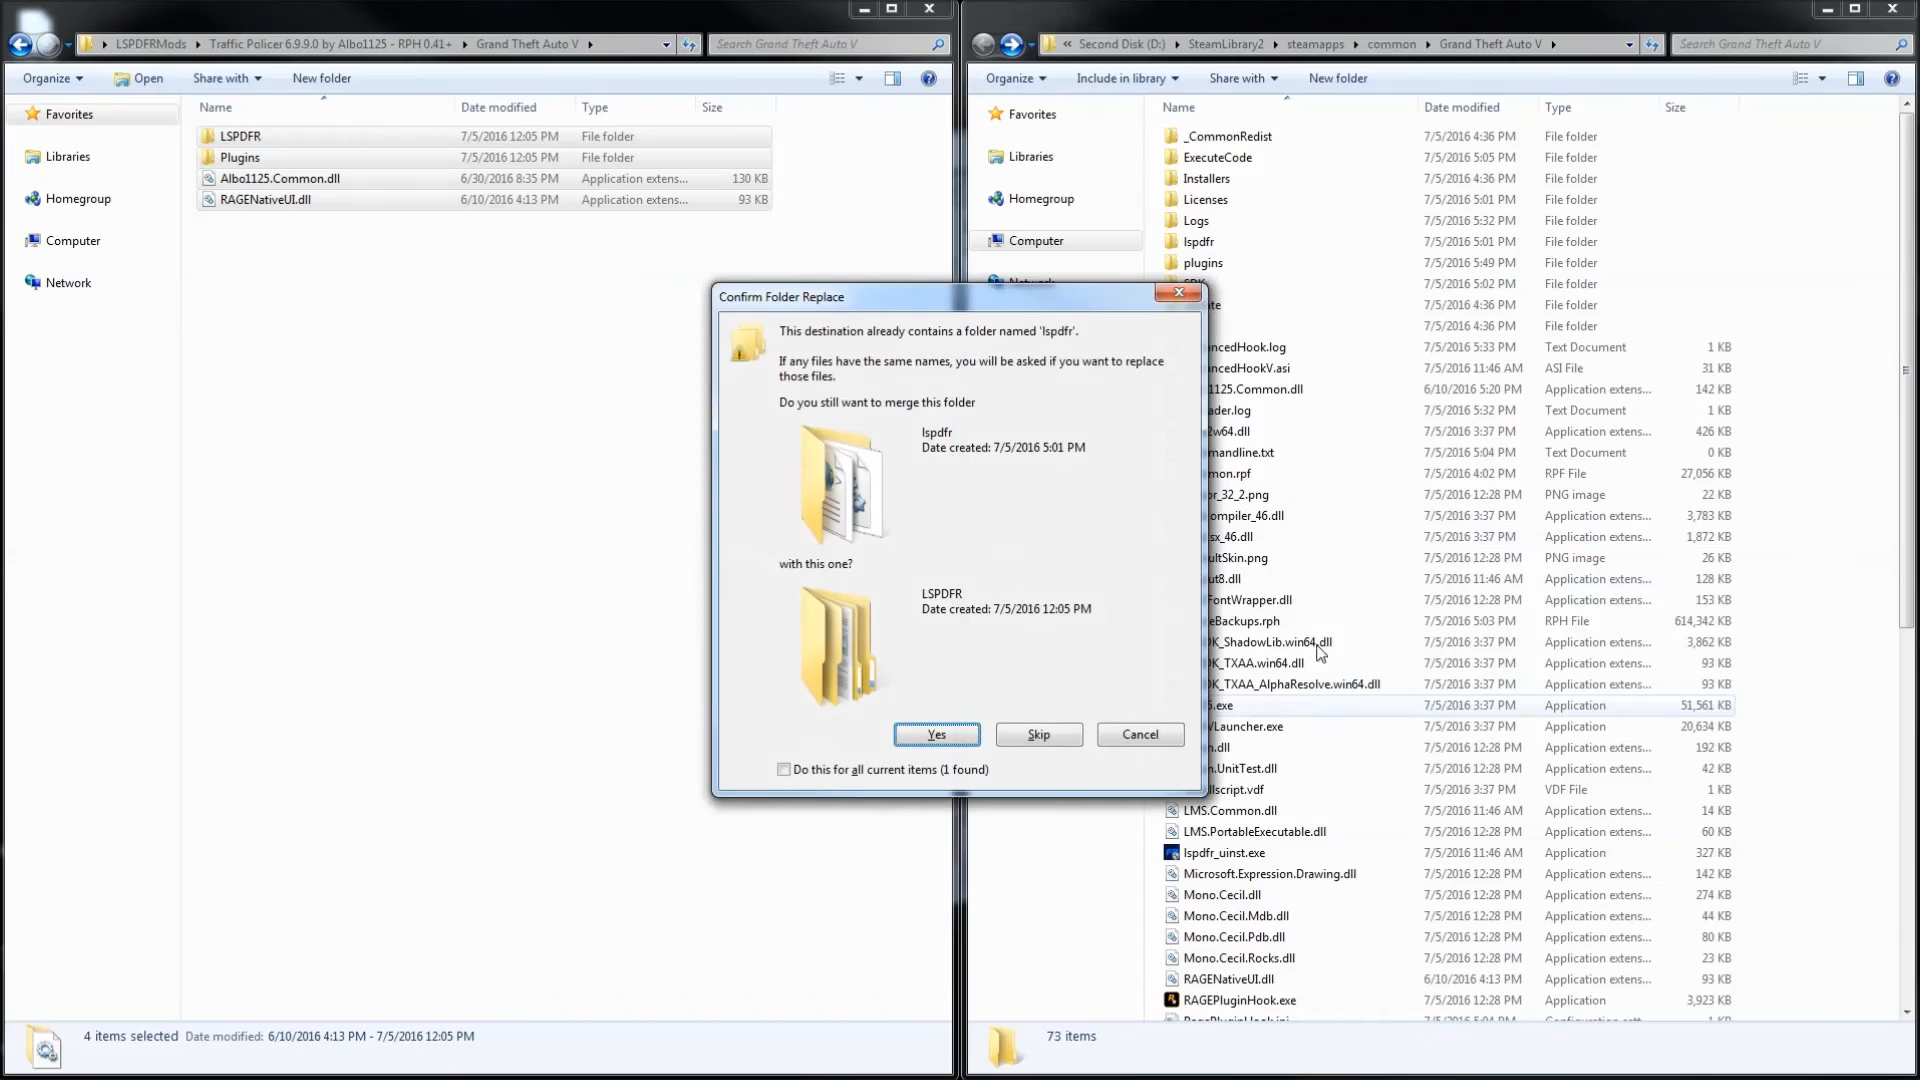 LSPDFRMods ▸ Traffic Policer 6.9.9.0 by Albo1125 - RPH 0.41+ ▸ Grand Theft Auto V ▸
Search Grand Theft Auto V
Organize Open Share with New folder
Favorites
Libraries
Homegroup
Computer
Network
Name Date modified Type Size
LSPDFR 7/5/2016 12:05 PM File folder
Plugins 7/5/2016 12:05 PM File folder
Albo1125.Common.dll 6/30/2016 8:35 PM Application extens... 130 KB
RAGENativeUI.dll 6/10/2016 4:13 PM Application extens... 93 KB
4 items selected Date modified: 6/10/2016 4:13 PM - 7/5/2016 12:05 PM
« Second Disk (D:) ▸ SteamLibrary2 ▸ steamapps ▸ common ▸ Grand Theft Auto V ▸
Search Grand Theft Auto V
Organize Include in library Share with New folder
Favorites
Libraries
Homegroup
Computer
Name Date modified Type Size
_CommonRedist 7/5/2016 4:36 PM File folder
ExecuteCode 7/5/2016 5:05 PM File folder
Installers 7/5/2016 4:36 PM File folder
Licenses 7/5/2016 5:01 PM File folder
Logs 7/5/2016 5:32 PM File folder
lspdfr 7/5/2016 5:01 PM File folder
plugins 7/5/2016 5:49 PM File folder
7/5/2016 5:02 PM File folder
te 7/5/2016 4:36 PM File folder
7/5/2016 4:36 PM File folder
ncedHook.log 7/5/2016 5:33 PM Text Document 1 KB
ncedHookV.asi 7/5/2016 11:46 AM ASI File 31 KB
1125.Common.dll 6/10/2016 5:20 PM Application extens... 142 KB
ader.log 7/5/2016 5:32 PM Text Document 1 KB
2w64.dll 7/5/2016 3:37 PM Application extens... 426 KB
mandline.txt 7/5/2016 5:04 PM Text Document 0 KB
mon.rpf 7/5/2016 4:02 PM RPF File 27,056 KB
or_32_2.png 7/5/2016 12:28 PM PNG image 22 KB
ompiler_46.dll 7/5/2016 3:37 PM Application extens... 3,783 KB
sx_46.dll 7/5/2016 3:37 PM Application extens... 1,872 KB
ultSkin.png 7/5/2016 12:28 PM PNG image 26 KB
ut8.dll 7/5/2016 11:46 AM Application extens... 128 KB
FontWrapper.dll 7/5/2016 12:28 PM Application extens... 153 KB
eBackups.rph 7/5/2016 5:03 PM RPH File 614,342 KB
K_ShadowLib.win64.dll 7/5/2016 3:37 PM Application extens... 3,862 KB
K_TXAA.win64.dll 7/5/2016 3:37 PM Application extens... 93 KB
K_TXAA_AlphaResolve.win64.dll 7/5/2016 3:37 PM Application extens... 93 KB
5.exe 7/5/2016 3:37 PM Application 51,561 KB
VLauncher.exe 7/5/2016 3:37 PM Application 20,634 KB
n.dll 7/5/2016 12:28 PM Application extens... 192 KB
n.UnitTest.dll 7/5/2016 12:28 PM Application extens... 42 KB
llscript.vdf 7/5/2016 3:37 PM VDF File 1 KB
LMS.Common.dll 7/5/2016 11:46 AM Application extens... 14 KB
LMS.PortableExecutable.dll 7/5/2016 12:28 PM Application extens... 60 KB
lspdfr_uinst.exe 7/5/2016 11:46 AM Application 327 KB
Microsoft.Expression.Drawing.dll 7/5/2016 12:28 PM Application extens... 142 KB
Mono.Cecil.dll 7/5/2016 12:28 PM Application extens... 274 KB
Mono.Cecil.Mdb.dll 7/5/2016 12:28 PM Application extens... 44 KB
Mono.Cecil.Pdb.dll 7/5/2016 12:28 PM Application extens... 80 KB
Mono.Cecil.Rocks.dll 7/5/2016 12:28 PM Application extens... 23 KB
RAGENativeUI.dll 6/10/2016 4:13 PM Application extens... 93 KB
RAGEPluginHook.exe 7/5/2016 12:28 PM Application 3,923 KB
73 items
Confirm Folder Replace
This destination already contains a folder named 'lspdfr'.
If any files have the same names, you will be asked if you want to replace
those files.
Do you still want to merge this folder
lspdfr
Date created: 7/5/2016 5:01 PM
with this one?
LSPDFR
Date created: 7/5/2016 12:05 PM
Yes Skip Cancel
Do this for all current items (1 found)